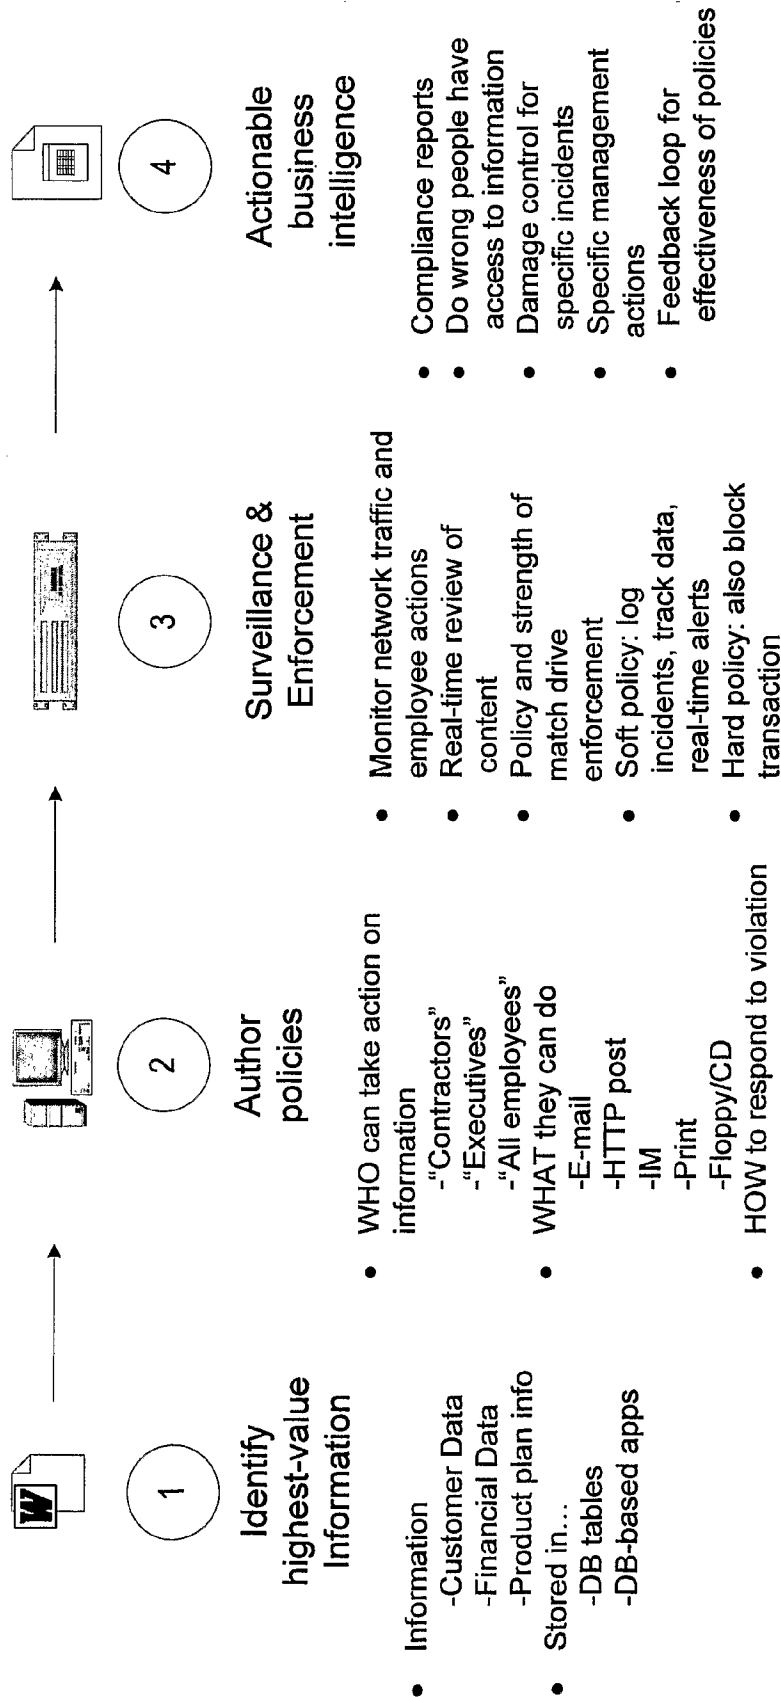 W
1
Identify
highest-value
Information
• Information
-Customer Data
-Financial Data
-Product plan info
• Stored in…
-DB tables
-DB-based apps
2
Author
policies
• WHO can take action on
information
-“Contractors”
-“Executives”
-“All employees”
• WHAT they can do
-E-mail
-HTTP post
-IM
-Print
-Floppy/CD
• HOW to respond to violation
3
Surveillance &
Enforcement
• Monitor network traffic and
employee actions
• Real-time review of
content
• Policy and strength of
match drive
enforcement
• Soft policy: log
incidents, track data,
real-time alerts
• Hard policy: also block
transaction
4
Actionable
business
intelligence
• Compliance reports
• Do wrong people have
access to information
• Damage control for
specific incidents
• Specific management
actions
• Feedback loop for
effectiveness of policies